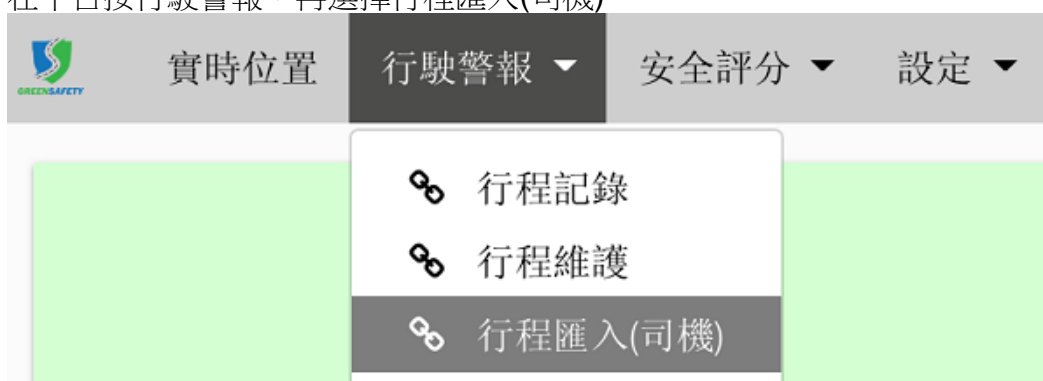 在平台按行駛警報，再選擇行程匯入(司機)
GREENSAFETY
實時位置 行駛警報 安全評分 設定
行程記錄
行程維護
行程匯入(司機)